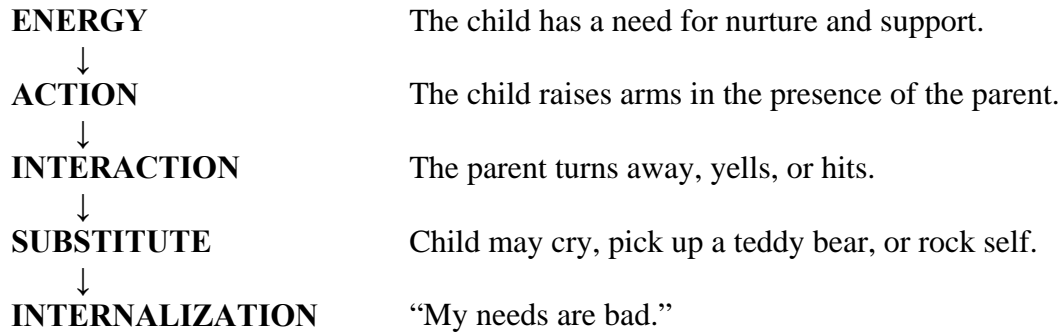 ENERGY The child has a need for nurture and support.
↓
ACTION The child raises arms in the presence of the parent.
↓
INTERACTION The parent turns away, yells, or hits.
↓
SUBSTITUTE Child may cry, pick up a teddy bear, or rock self.
↓
INTERNALIZATION “My needs are bad.”